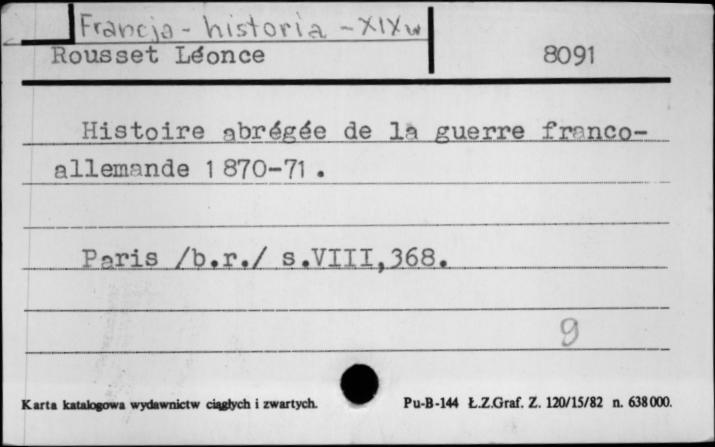 Francja - historia - XIXw
Rousset Léonce 8091
Histoire abrégée de la guerre franco-
allemande 1870-71.
Paris /b.r./ s.VIII,368.
9
Karta katalogowa wydawnictw ciągłych i zwartych. Pu-B-144 Ł.Z.Graf. Z. 120/15/82 n. 638000.